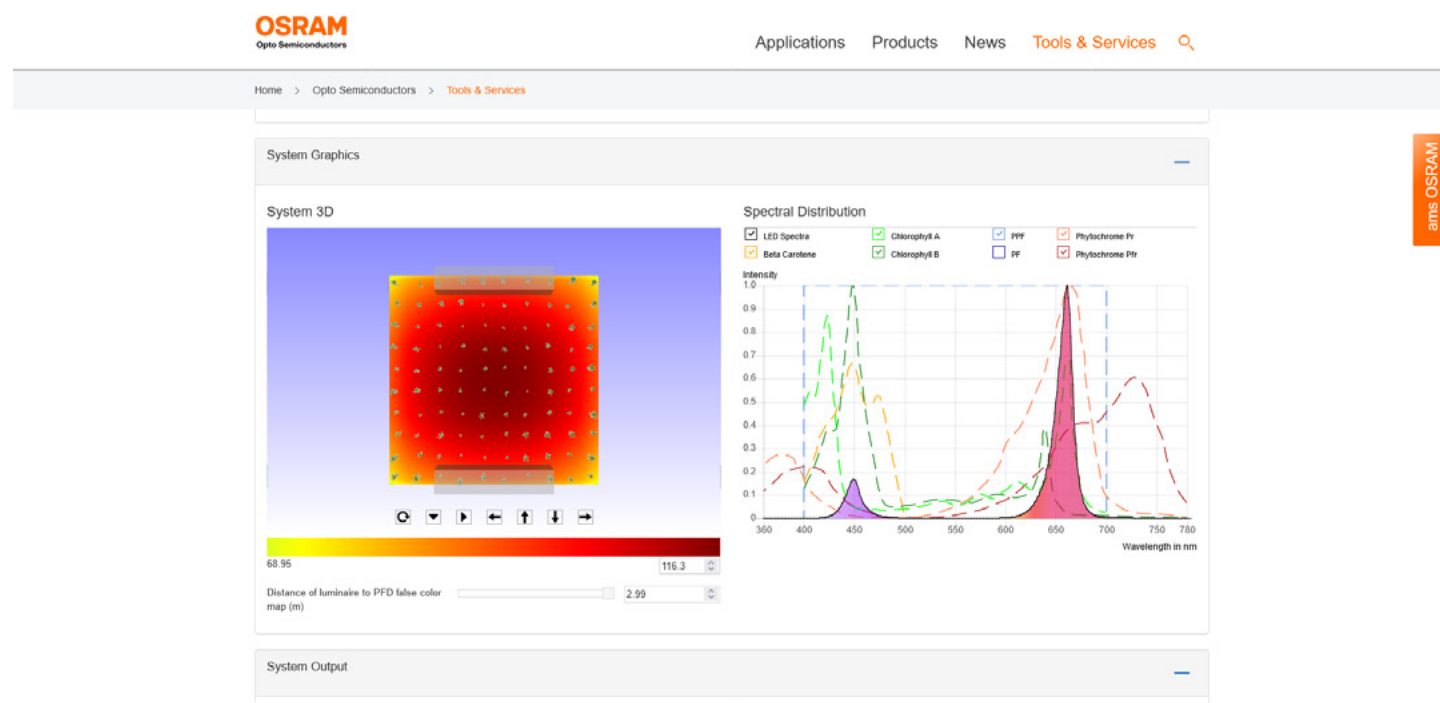 OSRAM
Opto Semiconductors
Applications Products News Tools & Services
Home > Opto Semiconductors > Tools & Services
ams OSRAM
System Graphics
System 3D
68.95
116.3
Distance of luminaire to PFD false color
map (m)
2.99
Spectral Distribution
LED Spectra Chlorophyll A PPF Phytochrome Pr
Beta Carotene Chlorophyll B PF Phytochrome Pfr
Intensity
1.0
0.9
0.8
0.7
0.6
0.5
0.4
0.3
0.2
0.1
0
360 400 450 500 550 600 650 700 750 780
Wavelength in nm
System Output